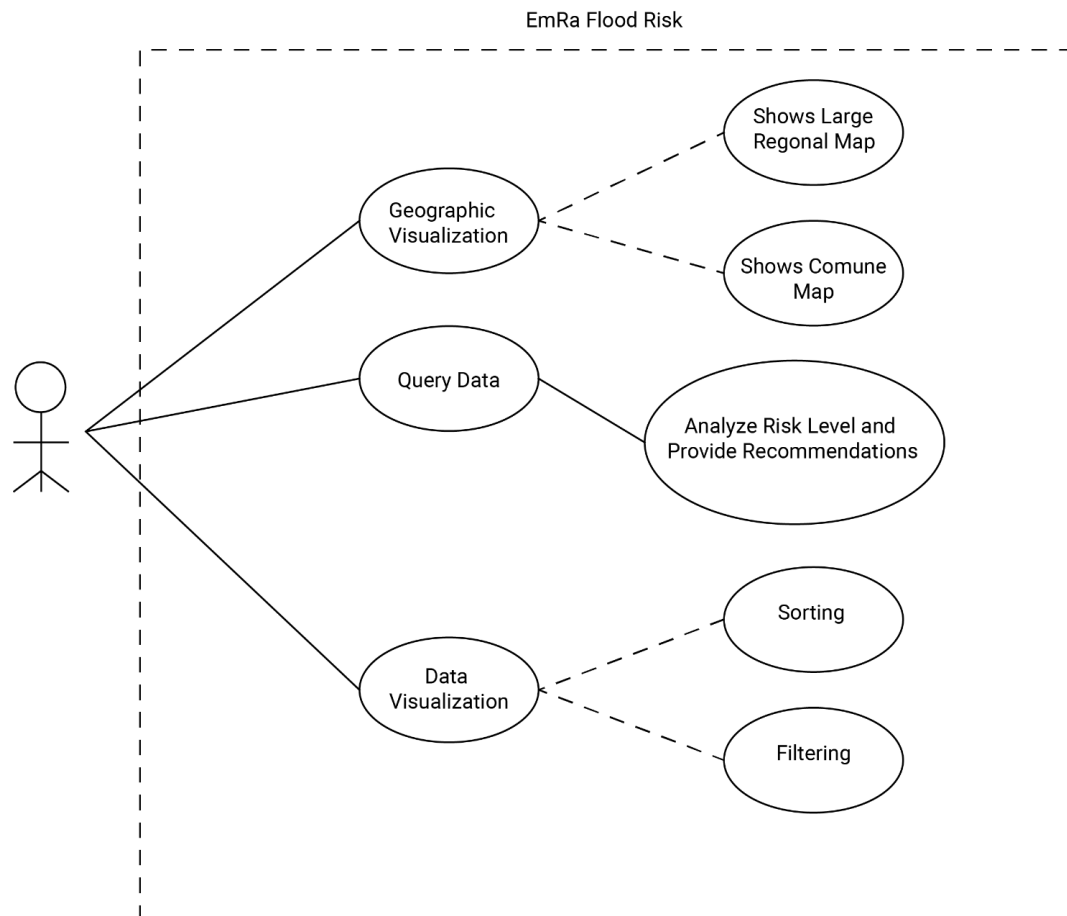 EmRa Flood Risk
Shows Large
Regonal Map
Geographic
Visualization
Shows Comune
Map
Query Data
Analyze Risk Level and
Provide Recommendations
Sorting
Data
Visualization
Filtering